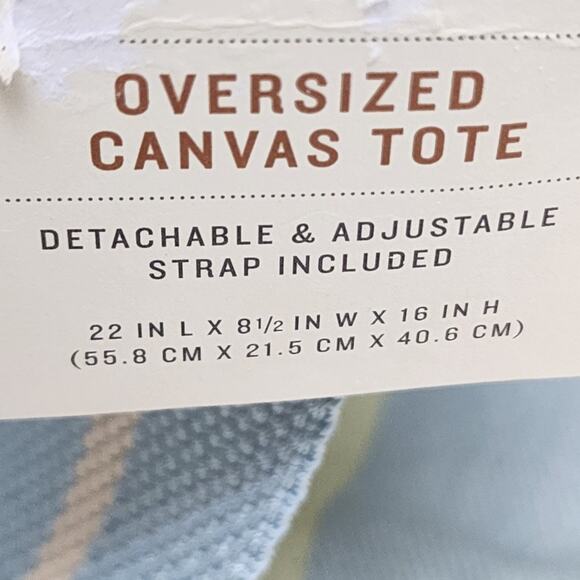 OVERSIZED
CANVAS TOTE
DETACHABLE & ADJUSTABLE
STRAP INCLUDED
22 IN L X 8 1/2 IN W X 16 IN H
(55.8 CM X 21.5 CM X 40.6 CM)